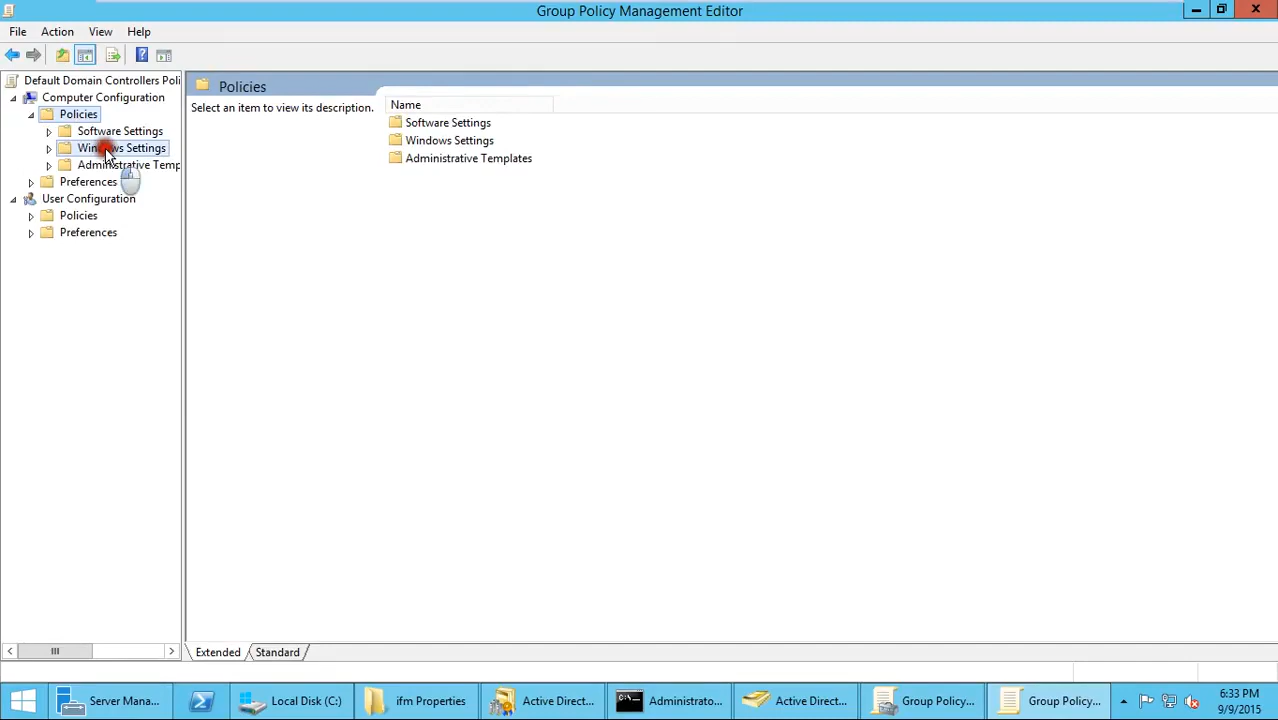 Group Policy Management Editor
File Action View Help
Default Domain Controllers Poli
Computer Configuration
Policies
Software Settings
Windows Settings
Administrative Temp
Preferences
User Configuration
Policies
Preferences
Policies
Select an item to view its description.
Name
Software Settings
Windows Settings
Administrative Templates
Extended Standard
Server Mana...
Local Disk (C:)
ifm Properties
Active Direct...
Administrato...
Active Direct...
Group Policy...
Group Policy...
6:33 PM
9/9/2015